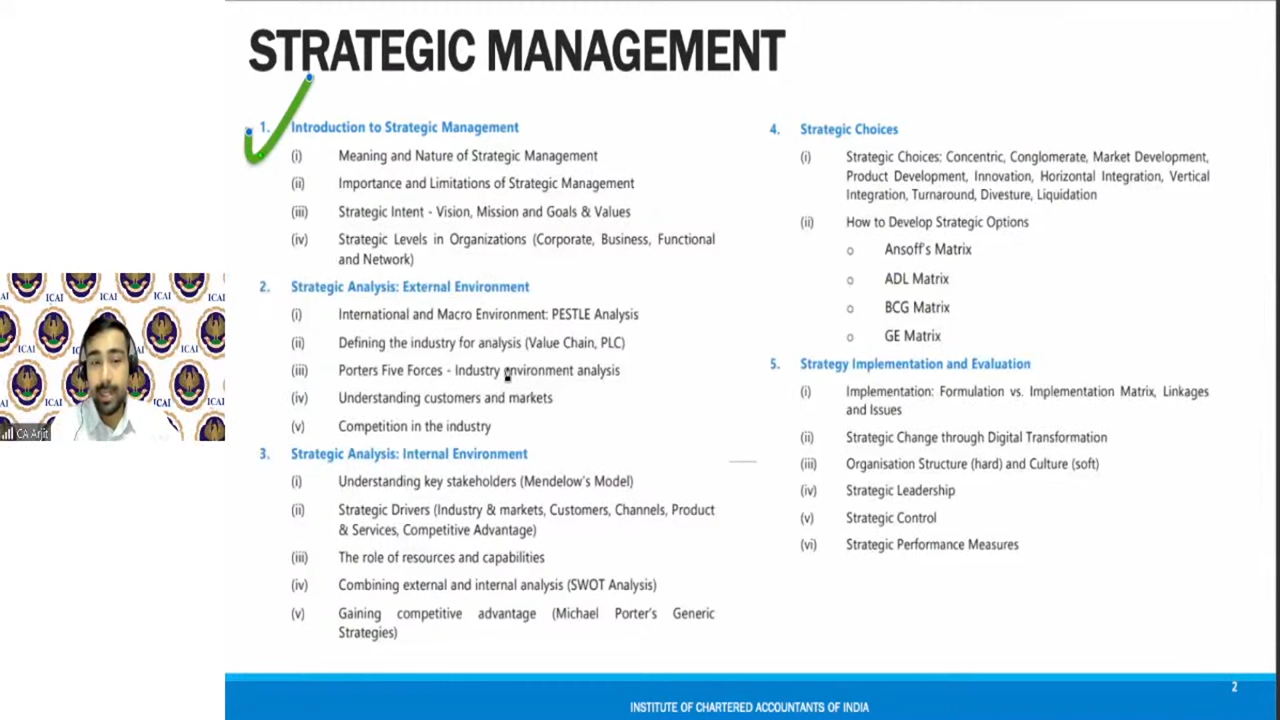 STRATEGIC MANAGEMENT
1. Introduction to Strategic Management
(i) Meaning and Nature of Strategic Management
(ii) Importance and Limitations of Strategic Management
(iii) Strategic Intent - Vision, Mission and Goals & Values
(iv) Strategic Levels in Organizations (Corporate, Business, Functional
and Network)
2. Strategic Analysis: External Environment
(i) International and Macro Environment: PESTLE Analysis
(ii) Defining the industry for analysis (Value Chain, PLC)
(iii) Porters Five Forces - Industry environment analysis
(iv) Understanding customers and markets
(v) Competition in the industry
3. Strategic Analysis: Internal Environment
(i) Understanding key stakeholders (Mendelow's Model)
(ii) Strategic Drivers (Industry & markets, Customers, Channels, Product
& Services, Competitive Advantage)
(iii) The role of resources and capabilities
(iv) Combining external and internal analysis (SWOT Analysis)
(v) Gaining competitive advantage (Michael Porter's Generic
Strategies)
4. Strategic Choices
(i) Strategic Choices: Concentric, Conglomerate, Market Development,
Product Development, Innovation, Horizontal Integration, Vertical
Integration, Turnaround, Divesture, Liquidation
(ii) How to Develop Strategic Options
o Ansoff's Matrix
o ADL Matrix
o BCG Matrix
o GE Matrix
5. Strategy Implementation and Evaluation
(i) Implementation: Formulation vs. Implementation Matrix, Linkages
and Issues
(ii) Strategic Change through Digital Transformation
(iii) Organisation Structure (hard) and Culture (soft)
(iv) Strategic Leadership
(v) Strategic Control
(vi) Strategic Performance Measures
ICAI ICAI
ICAI
CA Arjit
2
INSTITUTE OF CHARTERED ACCOUNTANTS OF INDIA